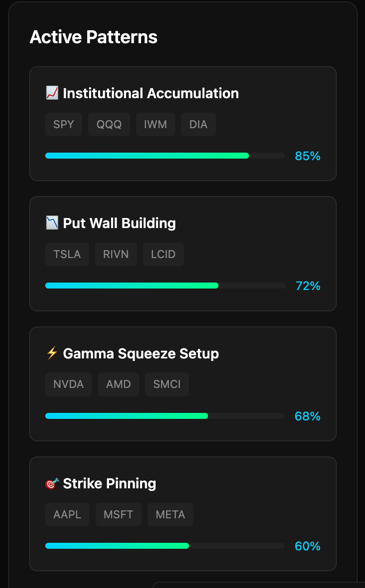 Active Patterns
📈 Institutional Accumulation
SPY QQQ IWM DIA
85%
📉 Put Wall Building
TSLA RIVN LCID
72%
⚡ Gamma Squeeze Setup
NVDA AMD SMCI
68%
🎯 Strike Pinning
AAPL MSFT META
60%